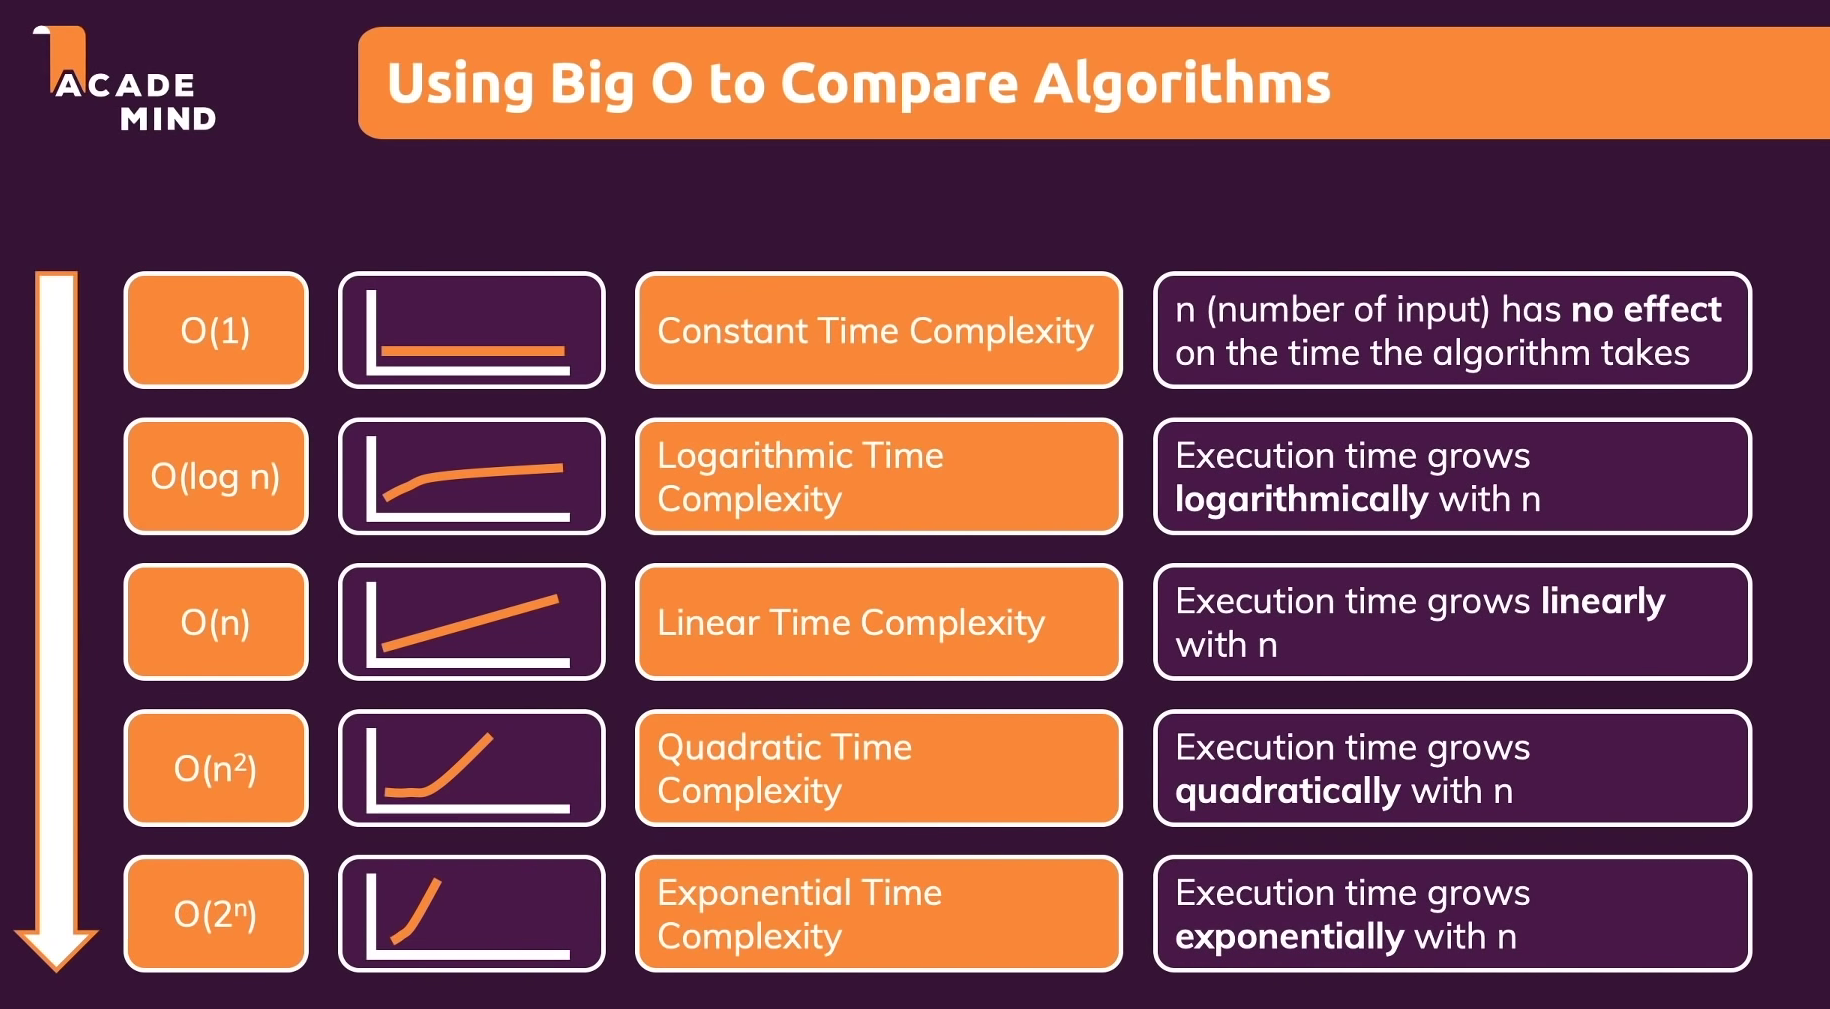 ACADE
MIND
Using Big O to Compare Algorithms
O(1)
Constant Time Complexity
n (number of input) has no effect
on the time the algorithm takes
O(log n)
Logarithmic Time
Complexity
Execution time grows
logarithmically with n
O(n)
Linear Time Complexity
Execution time grows linearly
with n
O(n²)
Quadratic Time
Complexity
Execution time grows
quadratically with n
O(2ⁿ)
Exponential Time
Complexity
Execution time grows
exponentially with n